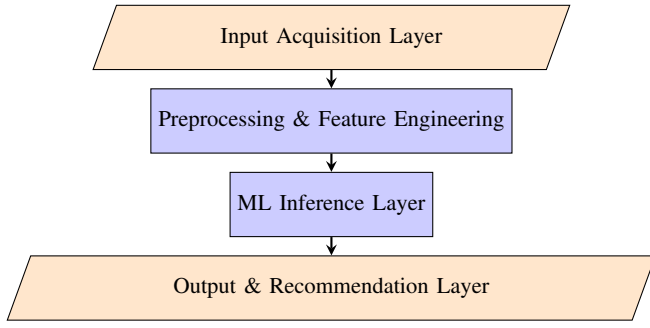 Input Acquisition Layer
Preprocessing & Feature Engineering
ML Inference Layer
Output & Recommendation Layer